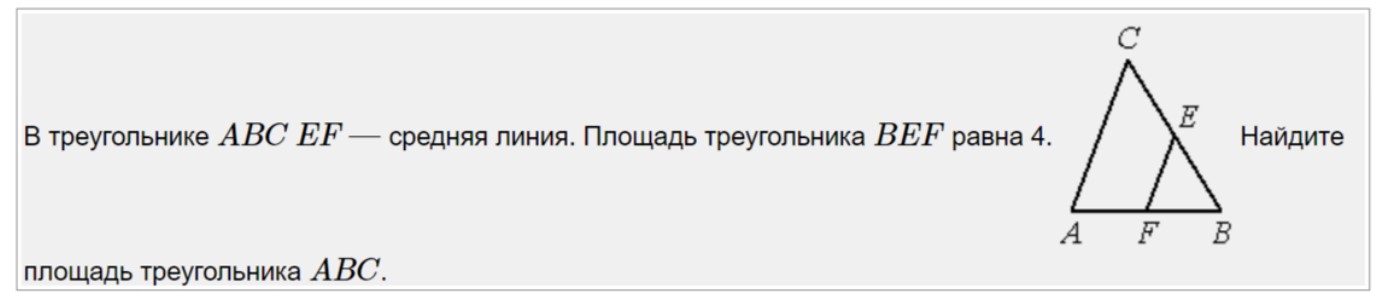 C
В треугольнике ABC EF — средняя линия. Площадь треугольника BEF равна 4. E Найдите
A F B
площадь треугольника ABC.